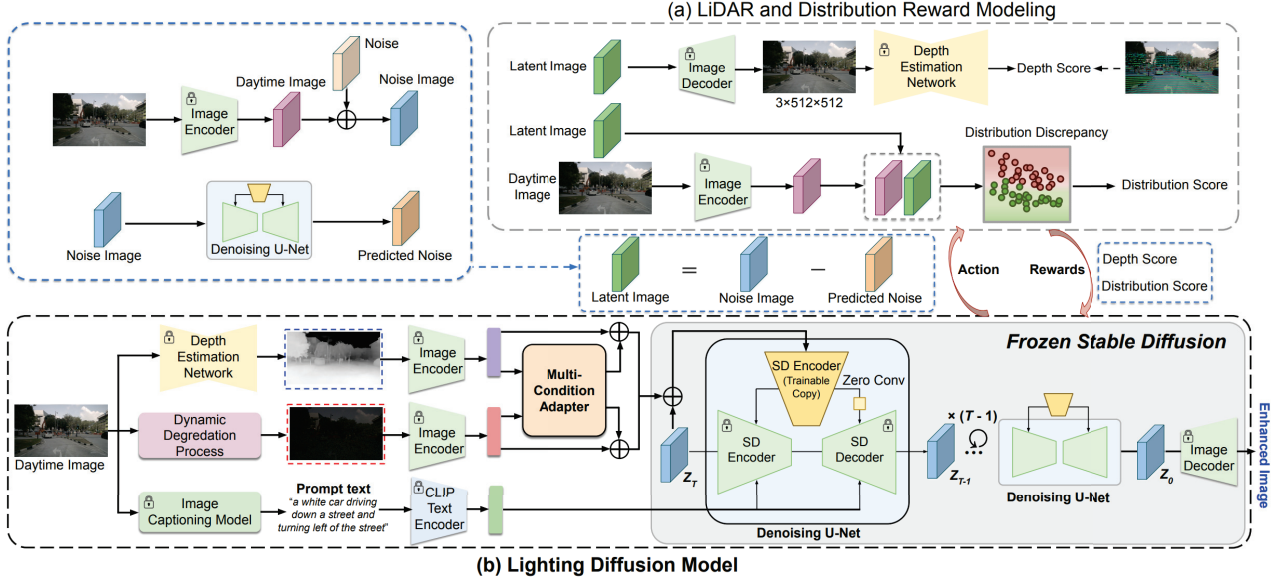 (a) LiDAR and Distribution Reward Modeling
Noise
Daytime Image
Noise Image
Image
Encoder
Noise Image
Denoising U-Net
Predicted Noise
Latent Image
Image
Decoder
3×512×512
Depth
Estimation
Network
Depth Score
Latent Image
Daytime
Image
Image
Encoder
Distribution Discrepancy
Distribution Score
Latent Image
=
Noise Image
−
Predicted Noise
Action
Rewards
Depth Score
Distribution Score
Daytime Image
Depth
Estimation
Network
Image
Encoder
Dynamic
Degredation
Process
Image
Encoder
Multi-
Condition
Adapter
Image
Captioning Model
Prompt text
"a white car driving
down a street and
turning left of the street"
CLIP
Text
Encoder
Frozen Stable Diffusion
SD Encoder
(Trainable
Copy)
Zero Conv
SD
Encoder
SD
Decoder
Z_T
Denoising U-Net
Z_T-1
× (T - 1)
...
Denoising U-Net
Z_0
Image
Decoder
Enhanced Image
(b) Lighting Diffusion Model